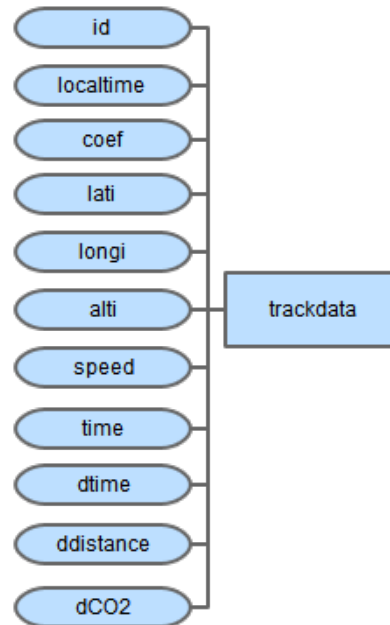 id
localtime
coef
lati
longi
alti
trackdata
speed
time
dtime
ddistance
dCO2